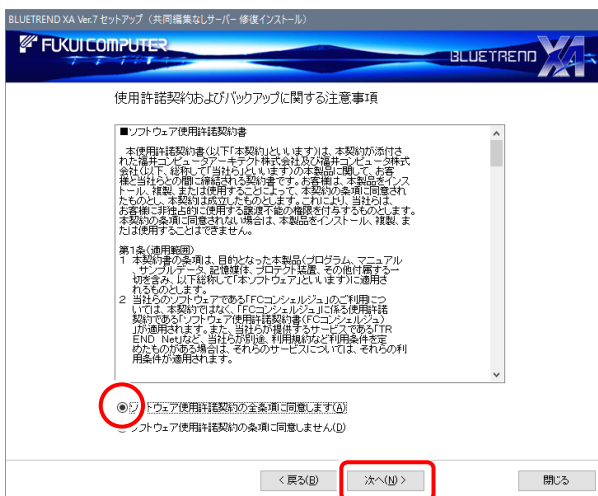 BLUETREND XA Ver.7 セットアップ（共同編集なしサーバー 修復インストール）
FUKUI COMPUTER
BLUETREND XA
使用許諾契約およびバックアップに関する注意事項
■ソフトウェア使用許諾契約書
本使用許諾契約書(以下「本契約」といいます)は、本契約が添付さ
れた福井コンピュータアーキテクト株式会社及び福井コンピュータ株式
会社(以下、総称して「当社ら」といいます)の本製品に関して、お客
様と当社らとの間に締結される契約書です。お客様は、本製品をインス
トール、複製、または使用することによって、本契約の条項に同意され
たものとし、本契約は成立したものとします。これにより、当社らは、
お客様に非独占的に使用する譲渡不能の権限を付与するものとします。
本契約の条項に同意されない場合は、本製品をインストール、複製、ま
たは使用することはできません。
第1条(適用範囲)
1 本契約書の条項は、目的となった本製品(プログラム、マニュアル
、サンプルデータ、記憶媒体、プロテクト装置、その他付属する一
切を含み、以下総称して「本ソフトウェア」といいます)に適用さ
れるものとします。
2 当社らのソフトウェアである「FCコンシェルジュ」のご利用につ
いては、本契約ではなく、「FCコンシェルジュ」に係る使用許諾
契約である「ソフトウェア使用許諾契約書(FCコンシェルジュ)
」が適用されます。また、当社らが提供するサービスである「TR
END Net」など、当社らが別途、利用規約など利用条件を定
めたものがある場合は、それらのサービスについては、それらの利
用条件が適用されます。
ソフトウェア使用許諾契約の全条項に同意します(A)
ソフトウェア使用許諾契約の条項に同意しません(D)
< 戻る(B) 次へ(N) > 閉じる